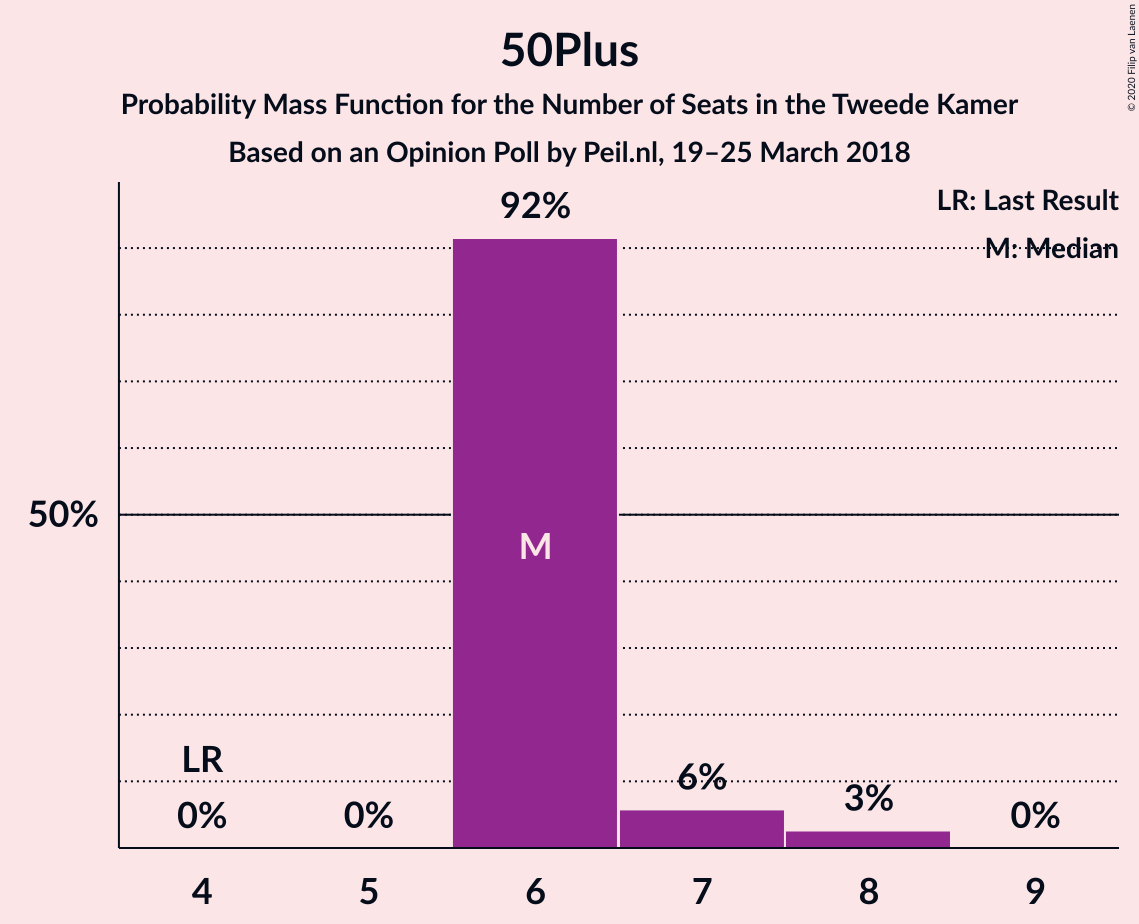 50Plus
Probability Mass Function for the Number of Seats in the Tweede Kamer
Based on an Opinion Poll by Peil.nl, 19–25 March 2018
© 2020 Filip van Laenen
LR: Last Result
M: Median
92%
50%
M
LR
0%
0%
6%
3%
0%
4 5 6 7 8 9